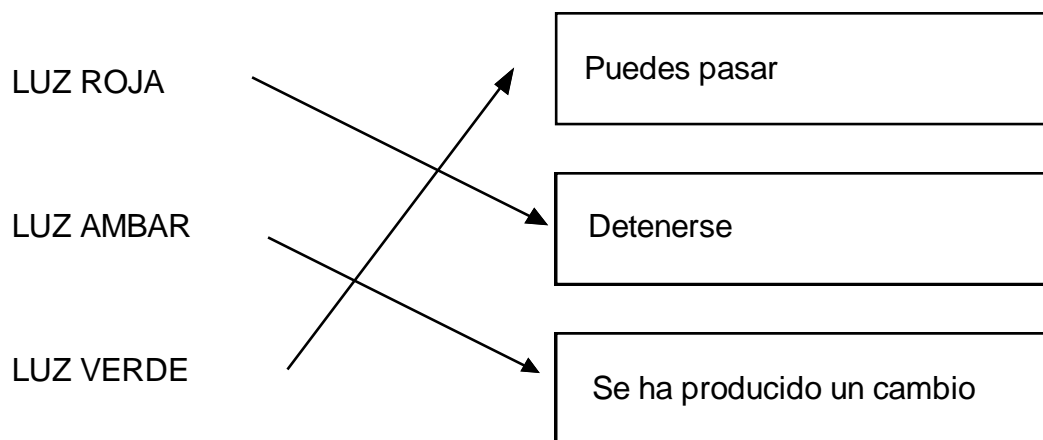 LUZ ROJA
Puedes pasar
LUZ AMBAR
Detenerse
LUZ VERDE
Se ha producido un cambio